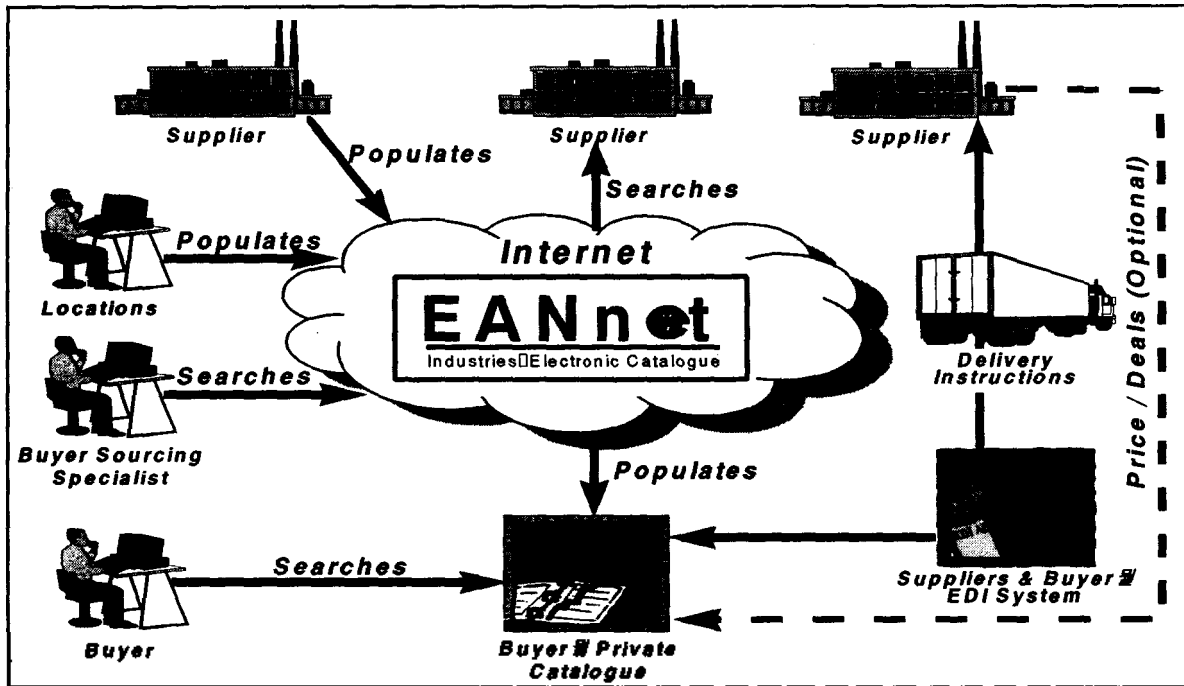 Supplier
Supplier
Supplier
Populates
Searches
Populates
Locations
Internet
EANnet
Industries Electronic Catalogue
Searches
Buyer Sourcing
Specialist
Delivery
Instructions
Price / Deals (Optional)
Populates
Searches
Buyer
Buyer Private
Catalogue
Suppliers & Buyer
EDI System